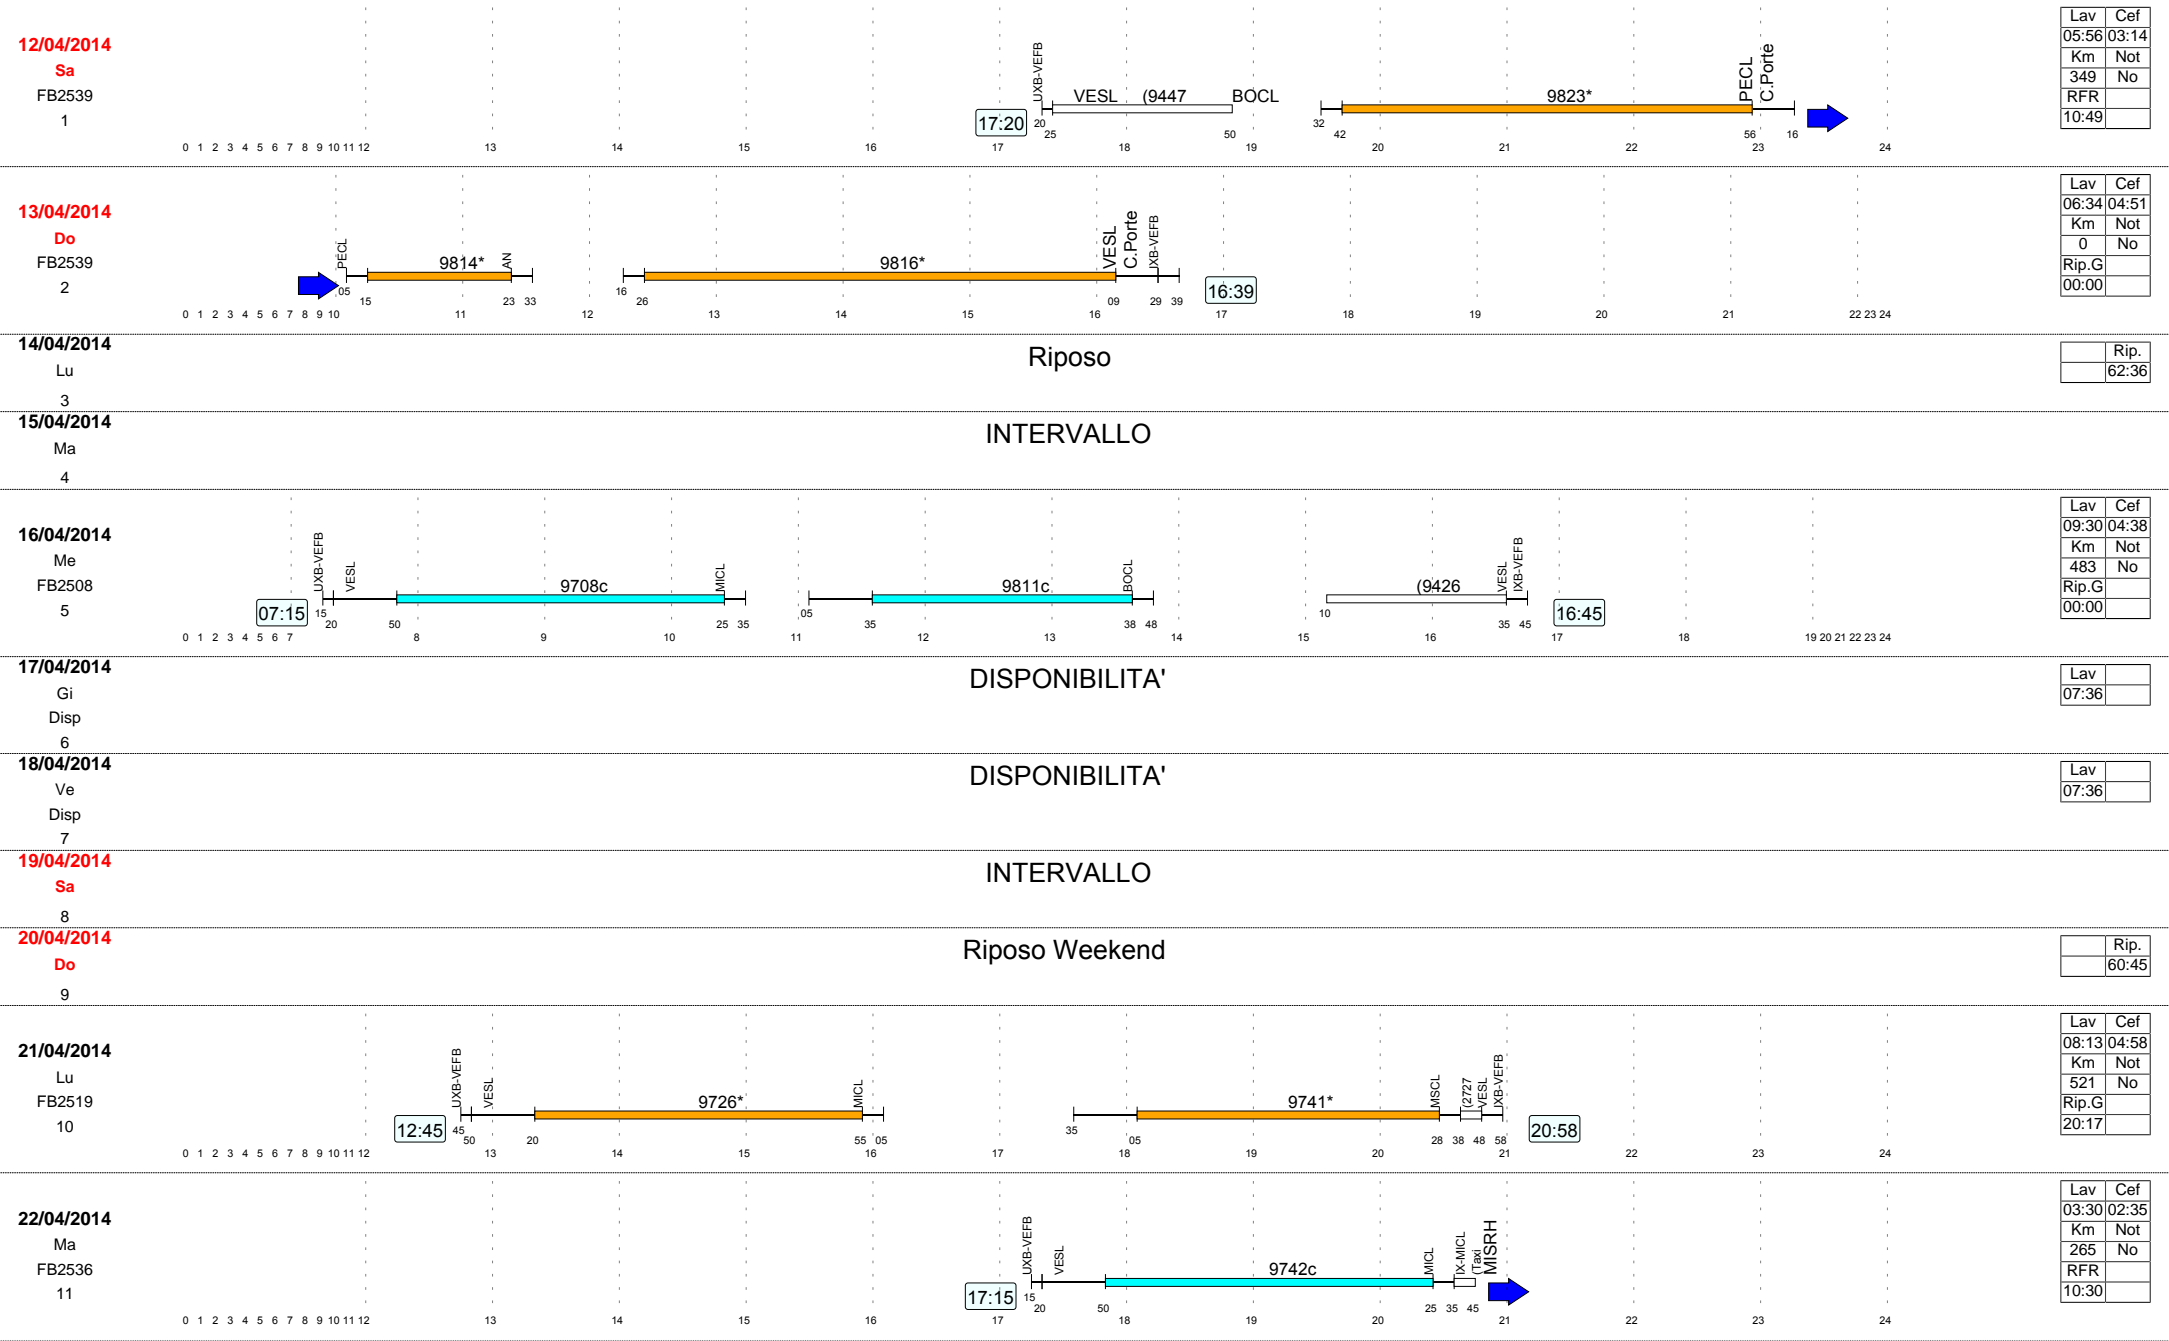 12/04/2014
Sa
FB2539
1
17:20
UXB-VEFB
VESL (9447 BOCL
9823*
PECL
C.Porte
20 25 50 32 42 56 16
0 1 2 3 4 5 6 7 8 9 10 11 12 13 14 15 16 17 18 19 20 21 22 23 24
Lav Cef
05:56 03:14
Km Not
349 No
RFR
10:49
13/04/2014
Do
FB2539
2
PECL
9814*
AN
9816*
VESL
C.Porte
IXB-VEFB
16:39
05 15 23 33 16 26 09 29 39
0 1 2 3 4 5 6 7 8 9 10 11 12 13 14 15 16 17 18 19 20 21 22 23 24
Lav Cef
06:34 04:51
Km Not
0 No
Rip.G
00:00
14/04/2014
Lu
3
Riposo
Rip.
62:36
15/04/2014
Ma
4
INTERVALLO
16/04/2014
Me
FB2508
5
07:15
UXB-VEFB
VESL
9708c
MICL
9811c
BOCL
(9426
VESL
IXB-VEFB
16:45
15 20 50 25 35 05 35 38 48 10 35 45
0 1 2 3 4 5 6 7 8 9 10 11 12 13 14 15 16 17 18 19 20 21 22 23 24
Lav Cef
09:30 04:38
Km Not
483 No
Rip.G
00:00
17/04/2014
Gi
Disp
6
DISPONIBILITA'
Lav
07:36
18/04/2014
Ve
Disp
7
DISPONIBILITA'
Lav
07:36
19/04/2014
Sa
8
INTERVALLO
20/04/2014
Do
9
Riposo Weekend
Rip.
60:45
21/04/2014
Lu
FB2519
10
12:45
UXB-VEFB
VESL
9726*
MICL
9741*
MSCL
(2727
VESL
IXB-VEFB
20:58
45 50 20 55 05 35 05 28 38 48 58
0 1 2 3 4 5 6 7 8 9 10 11 12 13 14 15 16 17 18 19 20 21 22 23 24
Lav Cef
08:13 04:58
Km Not
521 No
Rip.G
20:17
22/04/2014
Ma
FB2536
11
17:15
UXB-VEFB
VESL
9742c
MICL
IX-MICL
(Taxi
MISRH
15 20 50 25 35 45
0 1 2 3 4 5 6 7 8 9 10 11 12 13 14 15 16 17 18 19 20 21 22 23 24
Lav Cef
03:30 02:35
Km Not
265 No
RFR
10:30